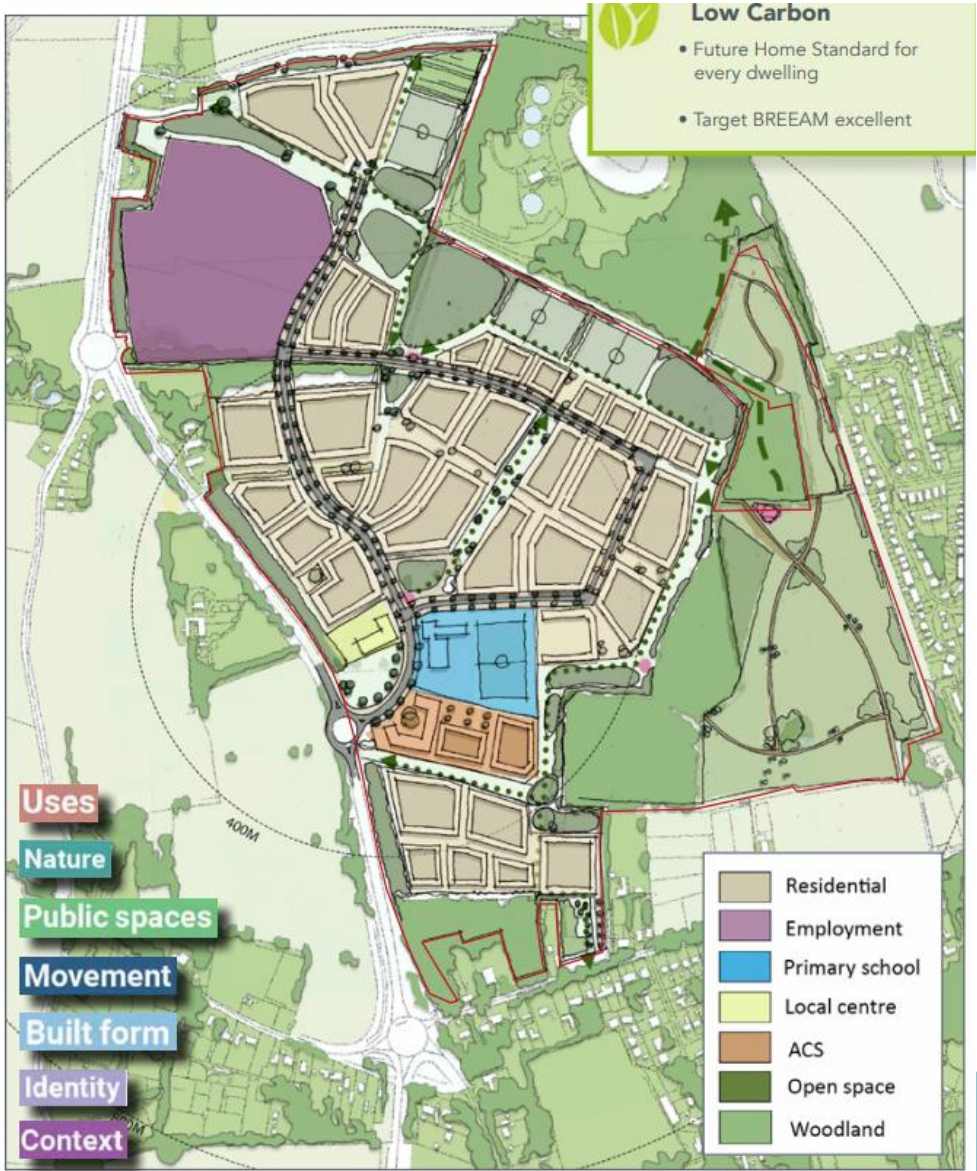 Low Carbon
• Future Home Standard for
every dwelling
• Target BREEAM excellent
400M
Uses
Nature
Public spaces
Movement
Built form
Identity
Context
Residential
Employment
Primary school
Local centre
ACS
Open space
Woodland